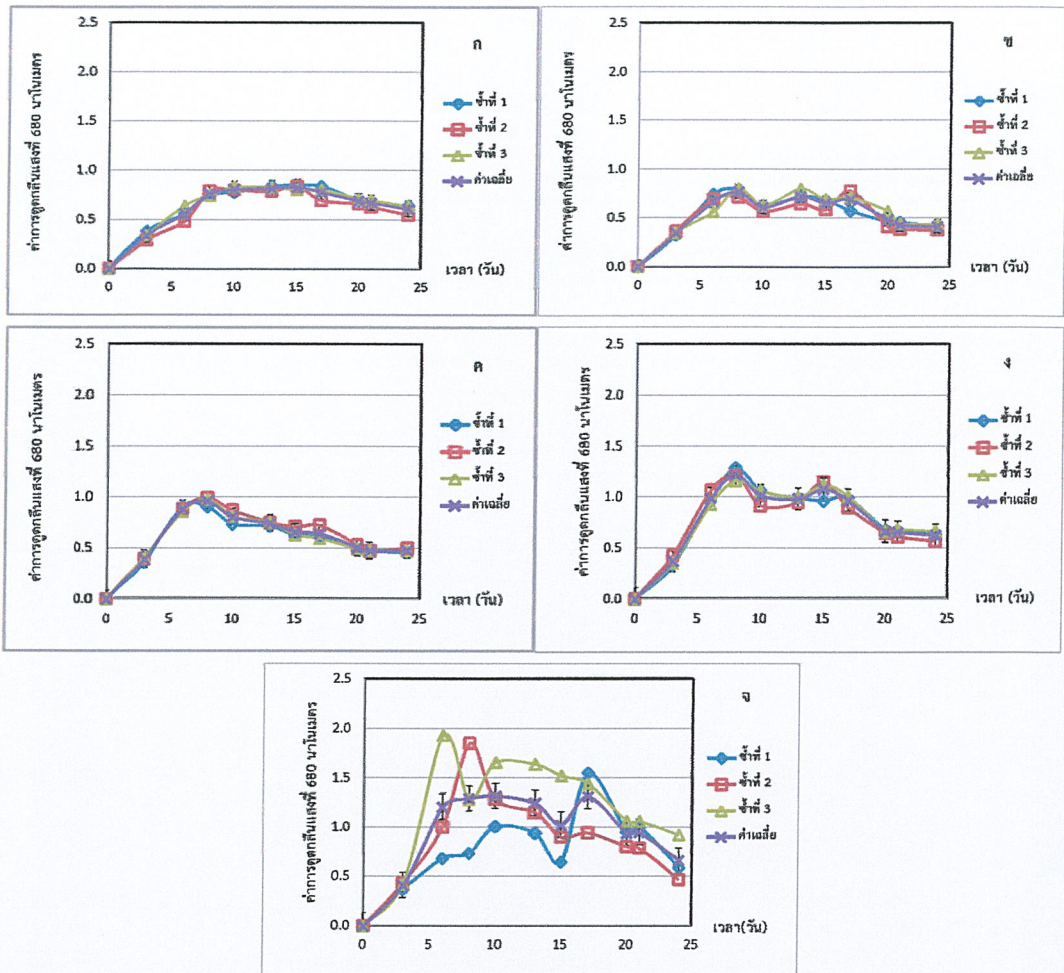 ก
ค่าการดูดกลืนแสงที่ 680 นาโนเมตร
2.5
2.0
1.5
1.0
0.5
0.0
0 5 10 15 20 25
เวลา (วัน)
ซ้ำที่ 1
ซ้ำที่ 2
ซ้ำที่ 3
ค่าเฉลี่ย
ข
ค่าการดูดกลืนแสงที่ 680 นาโนเมตร
2.5
2.0
1.5
1.0
0.5
0.0
0 5 10 15 20 25
เวลา (วัน)
ซ้ำที่ 1
ซ้ำที่ 2
ซ้ำที่ 3
ค่าเฉลี่ย
ค
ค่าการดูดกลืนแสงที่ 680 นาโนเมตร
2.5
2.0
1.5
1.0
0.5
0.0
0 5 10 15 20 25
เวลา (วัน)
ซ้ำที่ 1
ซ้ำที่ 2
ซ้ำที่ 3
ค่าเฉลี่ย
ง
ค่าการดูดกลืนแสงที่ 680 นาโนเมตร
2.5
2.0
1.5
1.0
0.5
0.0
0 5 10 15 20 25
เวลา (วัน)
ซ้ำที่ 1
ซ้ำที่ 2
ซ้ำที่ 3
ค่าเฉลี่ย
จ
ค่าการดูดกลืนแสงที่ 680 นาโนเมตร
2.5
2.0
1.5
1.0
0.5
0.0
0 5 10 15 20 25
เวลา(วัน)
ซ้ำที่ 1
ซ้ำที่ 2
ซ้ำที่ 3
ค่าเฉลี่ย